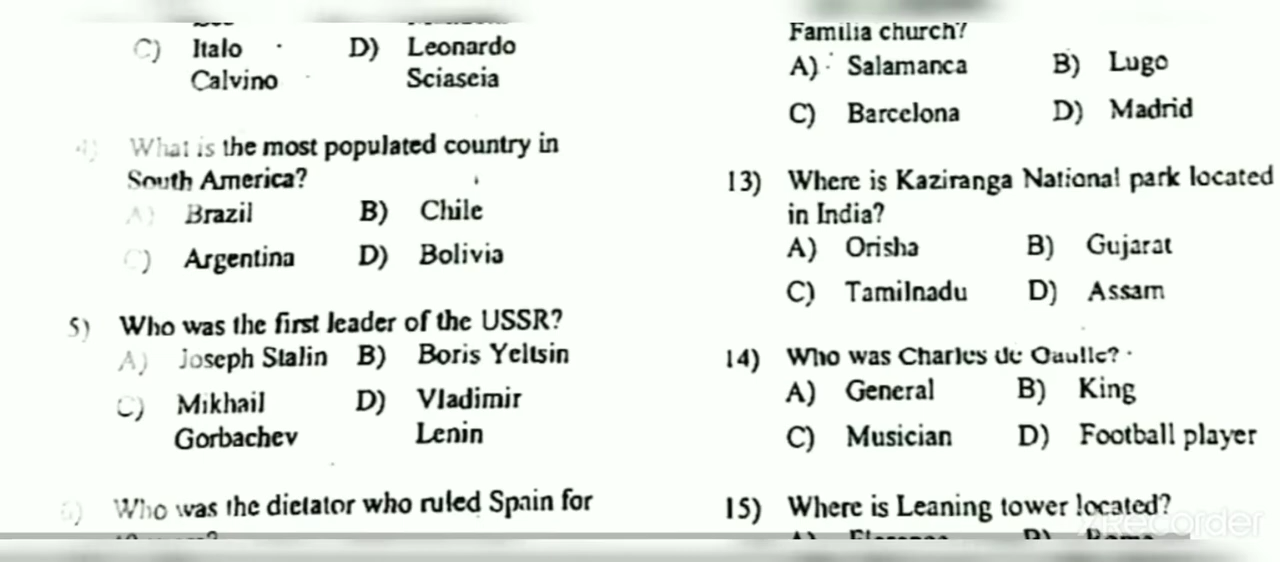 C) Italo D) Leonardo
Calvino Sciascia
4) What is the most populated country in
South America?
A) Brazil B) Chile
C) Argentina D) Bolivia
5) Who was the first leader of the USSR?
A) Joseph Stalin B) Boris Yeltsin
C) Mikhail D) Vladimir
Gorbachev Lenin
6) Who was the dictator who ruled Spain for
Familia church?
A) Salamanca B) Lugo
C) Barcelona D) Madrid
13) Where is Kaziranga National park located
in India?
A) Orisha B) Gujarat
C) Tamilnadu D) Assam
14) Who was Charles de Gaulle?
A) General B) King
C) Musician D) Football player
15) Where is Leaning tower located?
XRecorder